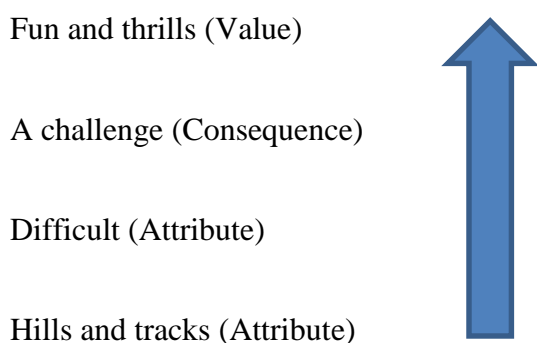 Fun and thrills (Value)
A challenge (Consequence)
Difficult (Attribute)
Hills and tracks (Attribute)